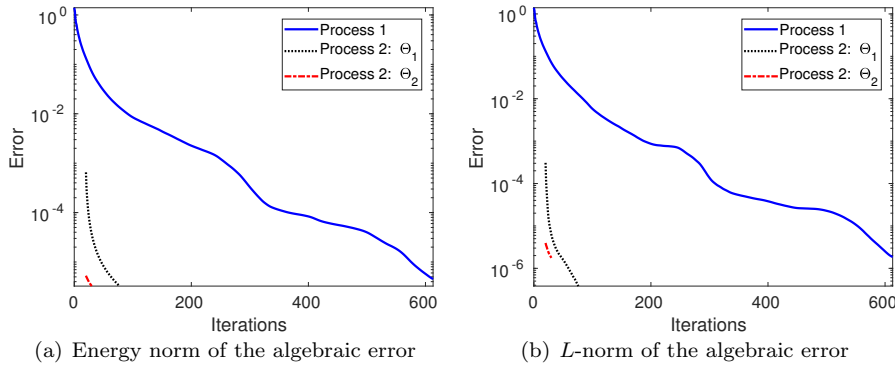 10^0
10^-2
10^-4
Error
0 200 400 600
Iterations
Process 1
Process 2: Θ_1
Process 2: Θ_2
(a) Energy norm of the algebraic error
10^0
10^-2
10^-4
10^-6
Error
0 200 400 600
Iterations
Process 1
Process 2: Θ_1
Process 2: Θ_2
(b) L-norm of the algebraic error